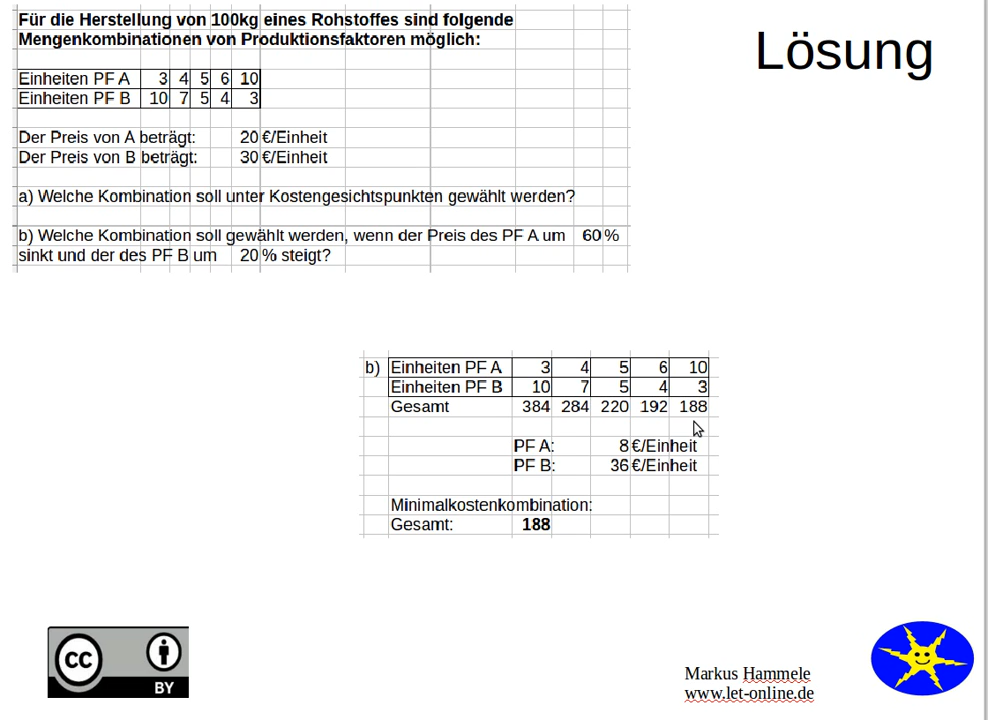 Für die Herstellung von 100kg eines Rohstoffes sind folgende
Mengenkombinationen von Produktionsfaktoren möglich:
Lösung
Einheiten PF A 3 4 5 6 10
Einheiten PF B 10 7 5 4 3
Der Preis von A beträgt: 20 €/Einheit
Der Preis von B beträgt: 30 €/Einheit
a) Welche Kombination soll unter Kostengesichtspunkten gewählt werden?
b) Welche Kombination soll gewählt werden, wenn der Preis des PF A um 60 %
sinkt und der des PF B um 20 % steigt?
b) Einheiten PF A 3 4 5 6 10
Einheiten PF B 10 7 5 4 3
Gesamt 384 284 220 192 188
PF A: 8 €/Einheit
PF B: 36 €/Einheit
Minimalkostenkombination:
Gesamt: 188
cc
BY
Markus Hammele
www.let-online.de